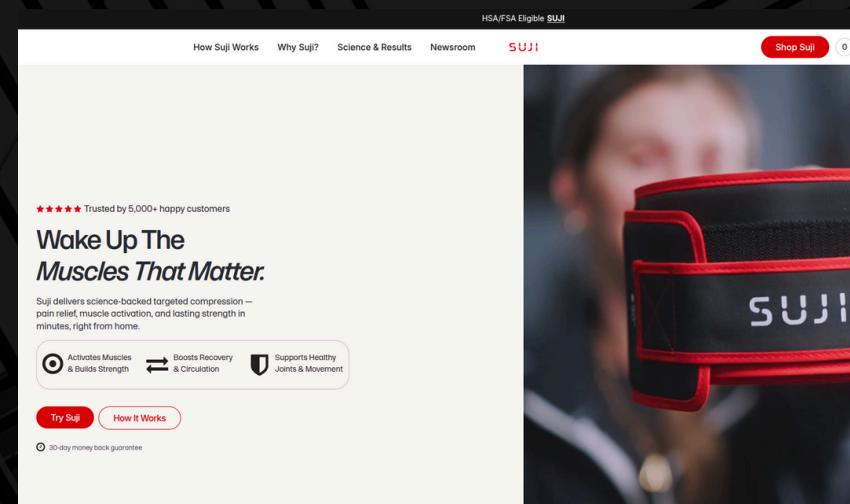 HSA/FSA Eligible SUJI
How Suji Works Why Suji? Science & Results Newsroom SUJI Shop Suji 0
Trusted by 5,000+ happy customers
Wake Up The
Muscles That Matter.
Suji delivers science-backed targeted compression —
pain relief, muscle activation, and lasting strength in
minutes, right from home.
Activates Muscles
& Builds Strength
Boosts Recovery
& Circulation
Supports Healthy
Joints & Movement
Try Suji How It Works
30-day money back guarantee
SUJI